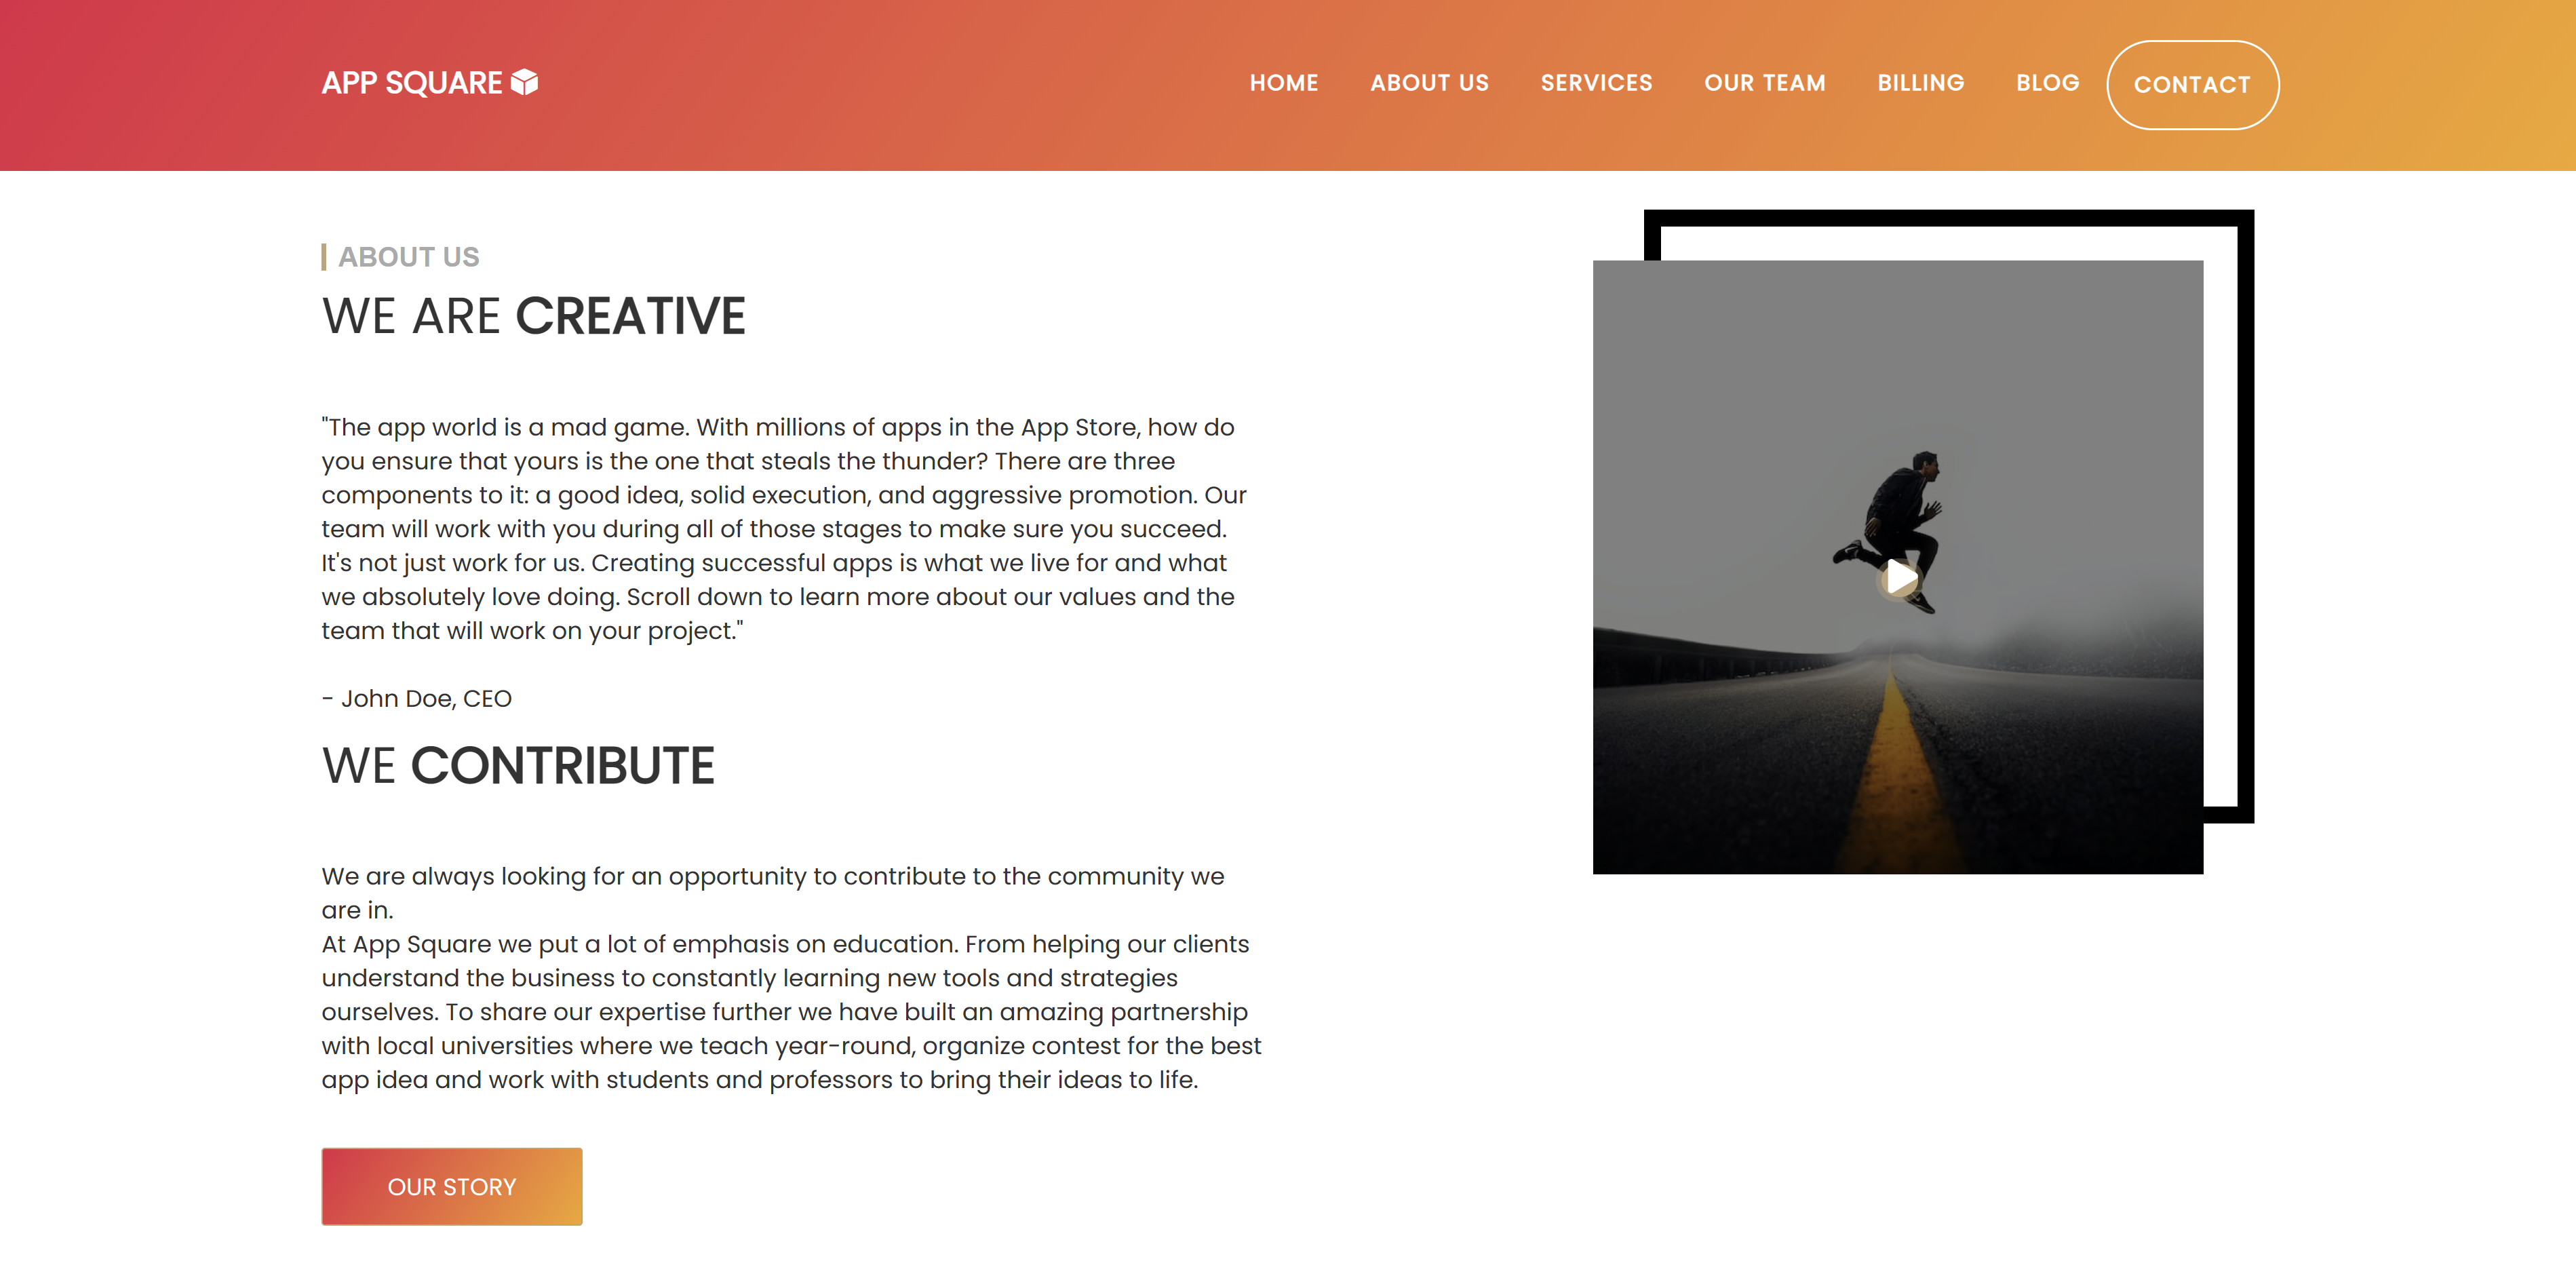 APP SQUARE
HOME ABOUT US SERVICES OUR TEAM BILLING BLOG CONTACT
ABOUT US
WE ARE CREATIVE
"The app world is a mad game. With millions of apps in the App Store, how do
you ensure that yours is the one that steals the thunder? There are three
components to it: a good idea, solid execution, and aggressive promotion. Our
team will work with you during all of those stages to make sure you succeed.
It's not just work for us. Creating successful apps is what we live for and what
we absolutely love doing. Scroll down to learn more about our values and the
team that will work on your project."
- John Doe, CEO
WE CONTRIBUTE
We are always looking for an opportunity to contribute to the community we
are in.
At App Square we put a lot of emphasis on education. From helping our clients
understand the business to constantly learning new tools and strategies
ourselves. To share our expertise further we have built an amazing partnership
with local universities where we teach year-round, organize contest for the best
app idea and work with students and professors to bring their ideas to life.
OUR STORY